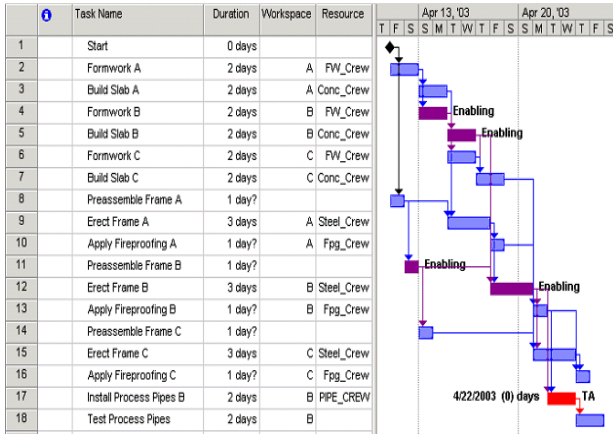 Task Name Duration Workspace Resource Apr 13, '03 Apr 20, '03
T F S S M T W T F S S M T W T F S
1 Start 0 days
2 Formwork A 2 days A FW_Crew
3 Build Slab A 2 days A Conc_Crew
4 Formwork B 2 days B FW_Crew Enabling
5 Build Slab B 2 days B Conc_Crew Enabling
6 Formwork C 2 days C FW_Crew
7 Build Slab C 2 days C Conc_Crew
8 Preassemble Frame A 1 day?
9 Erect Frame A 3 days A Steel_Crew
10 Apply Fireproofing A 1 day? A Fpg_Crew
11 Preassemble Frame B 1 day? Enabling
12 Erect Frame B 3 days B Steel_Crew Enabling
13 Apply Fireproofing B 1 day? B Fpg_Crew
14 Preassemble Frame C 1 day?
15 Erect Frame C 3 days C Steel_Crew
16 Apply Fireproofing C 1 day? C Fpg_Crew
17 Install Process Pipes B 2 days B PIPE_CREW 4/22/2003 (0) days TA
18 Test Process Pipes 2 days B